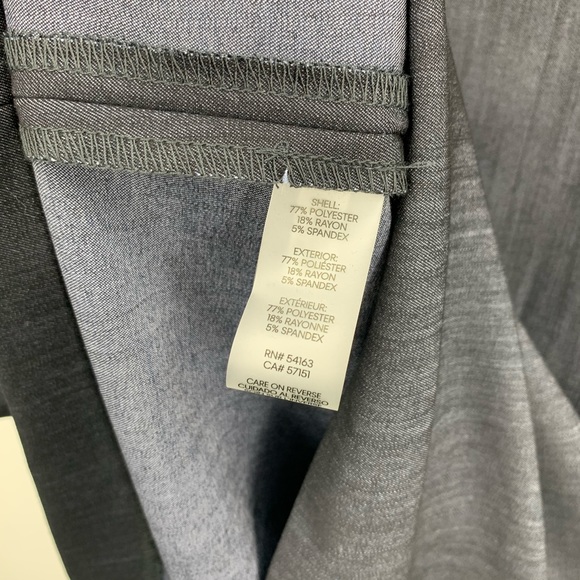 SHELL:
77% POLYESTER
18% RAYON
5% SPANDEX
EXTERIOR:
77% POLIÉSTER
18% RAYON
5% SPANDEX
EXTÉRIEUR:
77% POLYESTER
18% RAYONNE
5% SPANDEX
RN# 54163
CA# 57151
CARE ON REVERSE
CUIDADO AL REVERSO